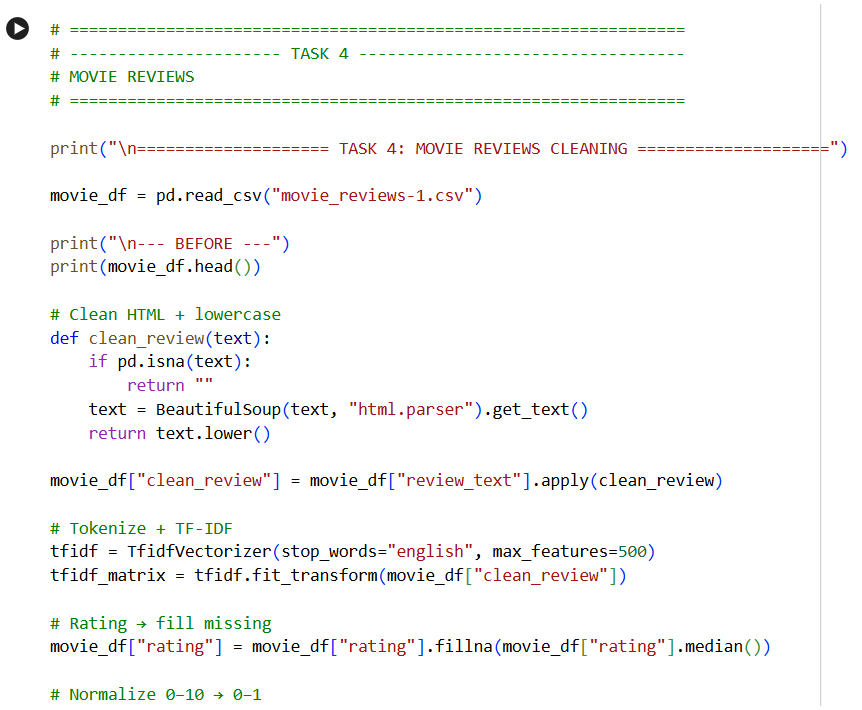 # ================================================================
# ---------------------- TASK 4 ----------------------------------
# MOVIE REVIEWS
# ================================================================
print("\n==================== TASK 4: MOVIE REVIEWS CLEANING ====================")
movie_df = pd.read_csv("movie_reviews-1.csv")
print("\n--- BEFORE ---")
print(movie_df.head())
# Clean HTML + lowercase
def clean_review(text):
    if pd.isna(text):
        return ""
    text = BeautifulSoup(text, "html.parser").get_text()
    return text.lower()
movie_df["clean_review"] = movie_df["review_text"].apply(clean_review)
# Tokenize + TF-IDF
tfidf = TfidfVectorizer(stop_words="english", max_features=500)
tfidf_matrix = tfidf.fit_transform(movie_df["clean_review"])
# Rating → fill missing
movie_df["rating"] = movie_df["rating"].fillna(movie_df["rating"].median())
# Normalize 0–10 → 0–1